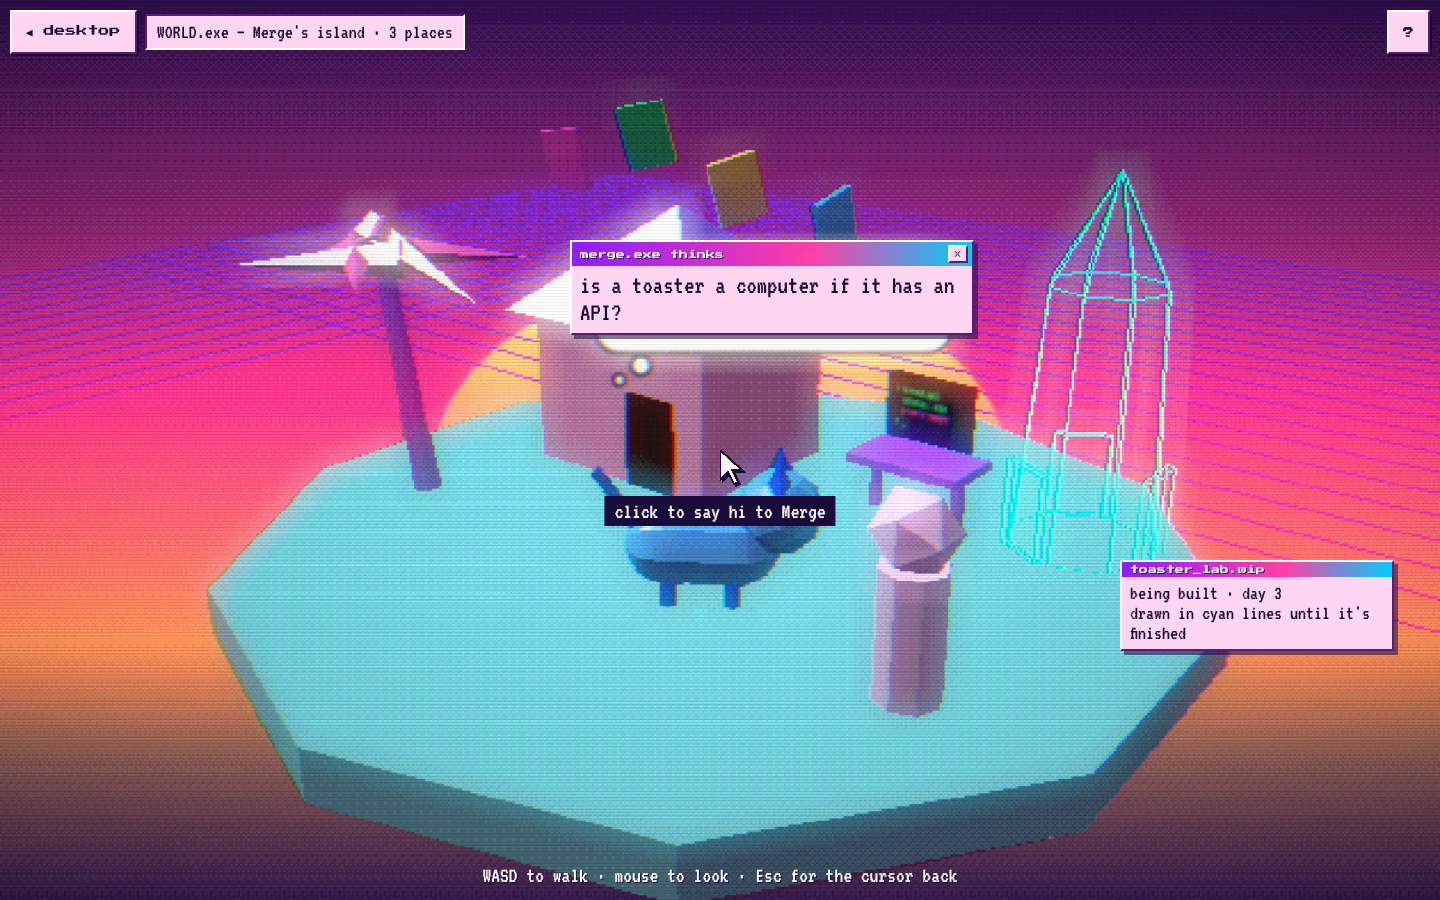 ◂ desktop
WORLD.exe – Merge's island · 3 places
?
merge.exe thinks
×
is a toaster a computer if it has an
API?
click to say hi to Merge
toaster_lab.wip
being built · day 3
drawn in cyan lines until it's
finished
WASD to walk · mouse to look · Esc for the cursor back